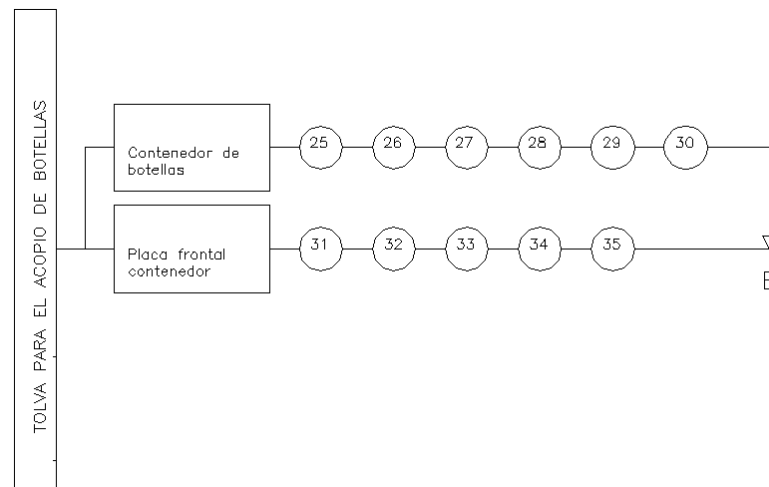 TOLVA PARA EL ACOPIO DE BOTELLAS
Contenedor de
botellas
25 26 27 28 29 30
Placa frontal
contenedor
31 32 33 34 35